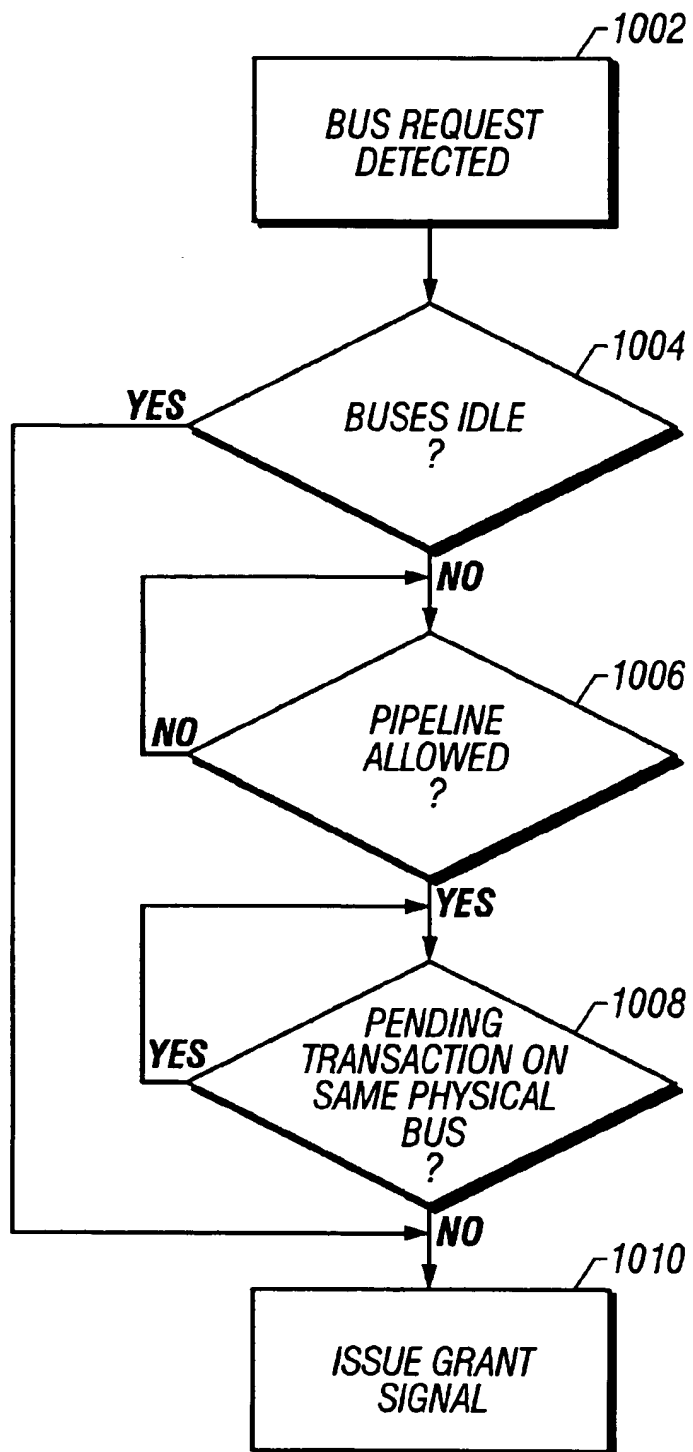 1002
BUS REQUEST
DETECTED
1004
YES
BUSES IDLE
?
NO
1006
NO
PIPELINE
ALLOWED
?
YES
1008
YES
PENDING
TRANSACTION ON
SAME PHYSICAL
BUS
?
NO
1010
ISSUE GRANT
SIGNAL